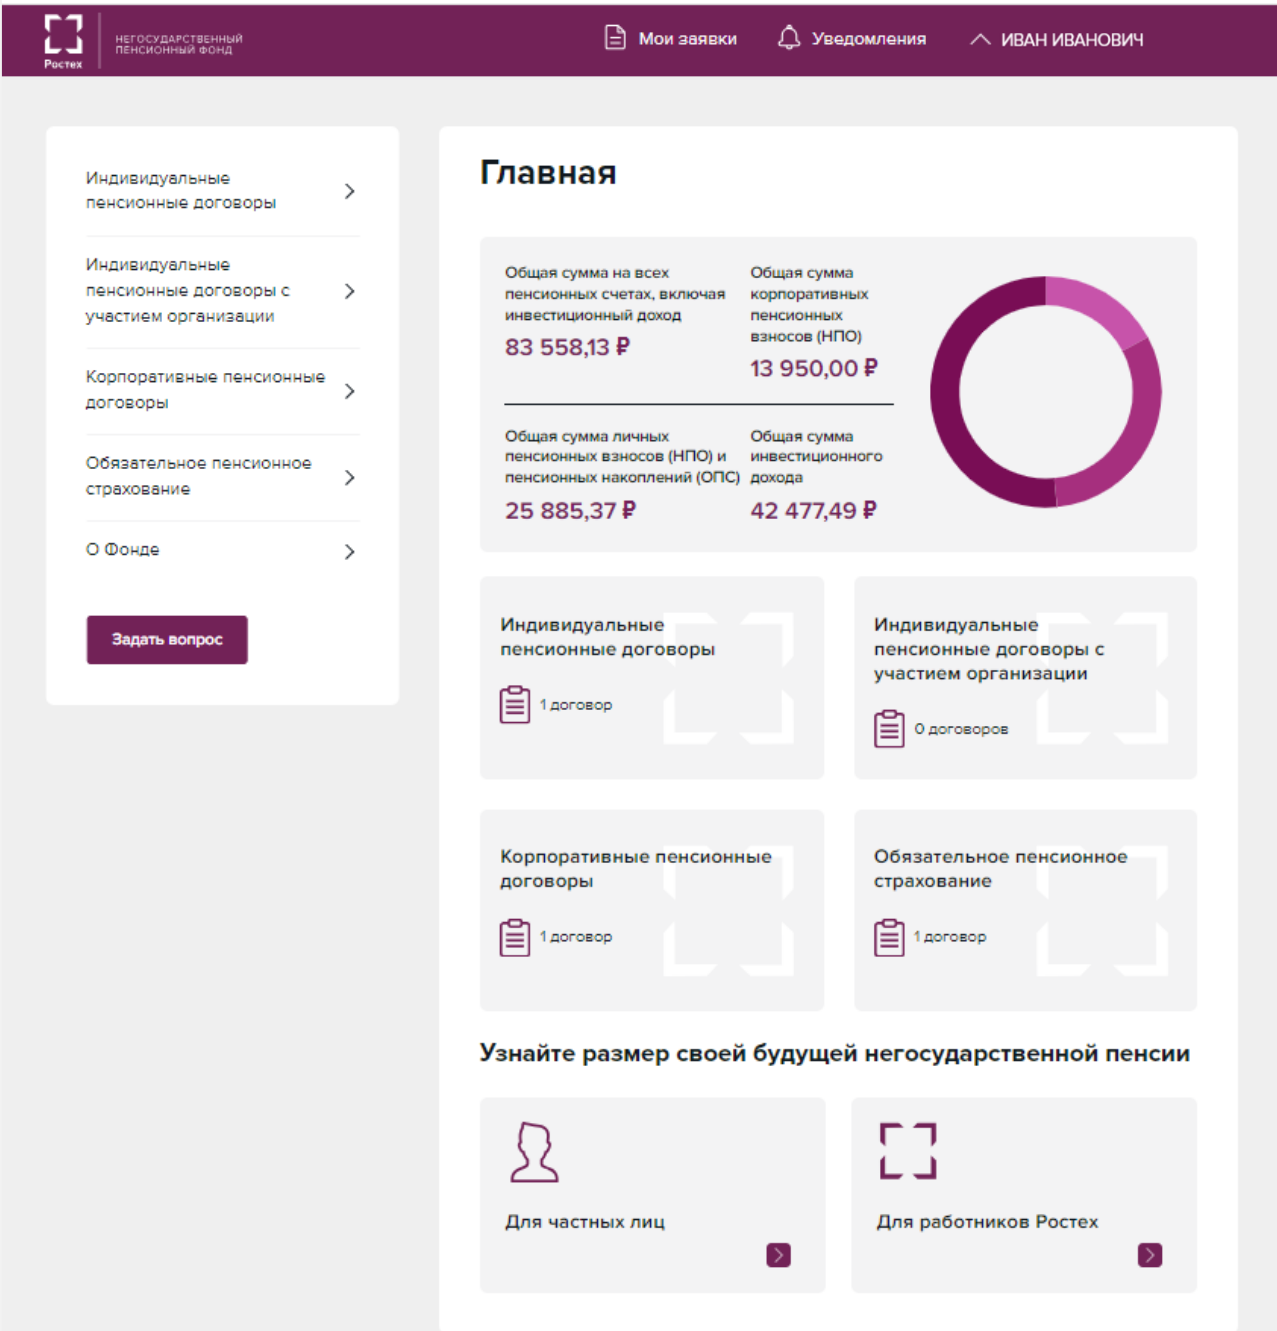 Ростех
НЕГОСУДАРСТВЕННЫЙ
ПЕНСИОННЫЙ ФОНД
Мои заявки
Уведомления
ИВАН ИВАНОВИЧ
Индивидуальные
пенсионные договоры
Индивидуальные
пенсионные договоры с
участием организации
Корпоративные пенсионные
договоры
Обязательное пенсионное
страхование
О Фонде
Задать вопрос
Главная
Общая сумма на всех
пенсионных счетах, включая
инвестиционный доход
83 558,13 ₽
Общая сумма
корпоративных
пенсионных
взносов (НПО)
13 950,00 ₽
Общая сумма личных
пенсионных взносов (НПО) и
пенсионных накоплений (ОПС)
25 885,37 ₽
Общая сумма
инвестиционного
дохода
42 477,49 ₽
Индивидуальные
пенсионные договоры
1 договор
Индивидуальные
пенсионные договоры с
участием организации
0 договоров
Корпоративные пенсионные
договоры
1 договор
Обязательное пенсионное
страхование
1 договор
Узнайте размер своей будущей негосударственной пенсии
Для частных лиц
Для работников Ростех